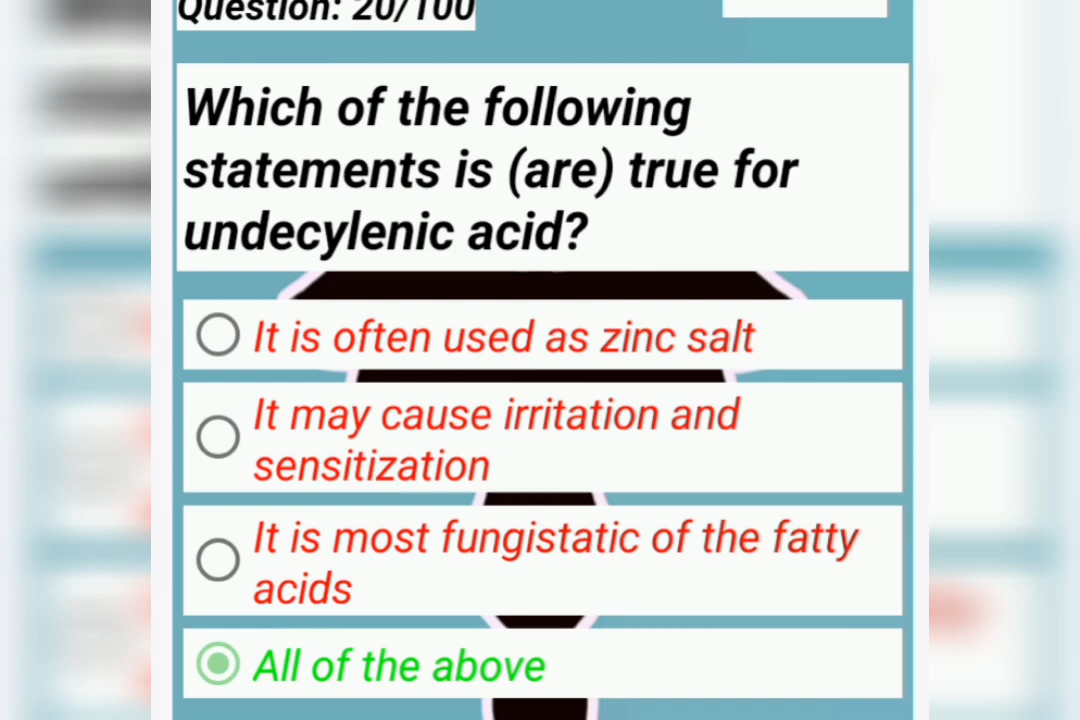 Question: 20/100
Which of the following
statements is (are) true for
undecylenic acid?
It is often used as zinc salt
It may cause irritation and
sensitization
It is most fungistatic of the fatty
acids
All of the above